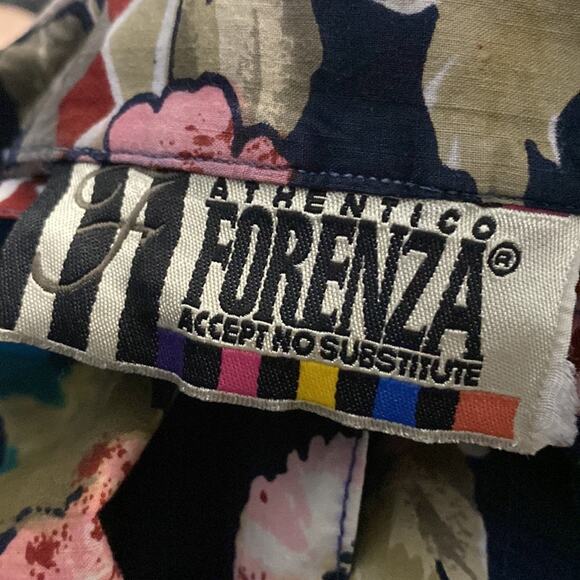 F
ATHENTICO
FORENZA®
ACCEPT NO SUBSTITUTE